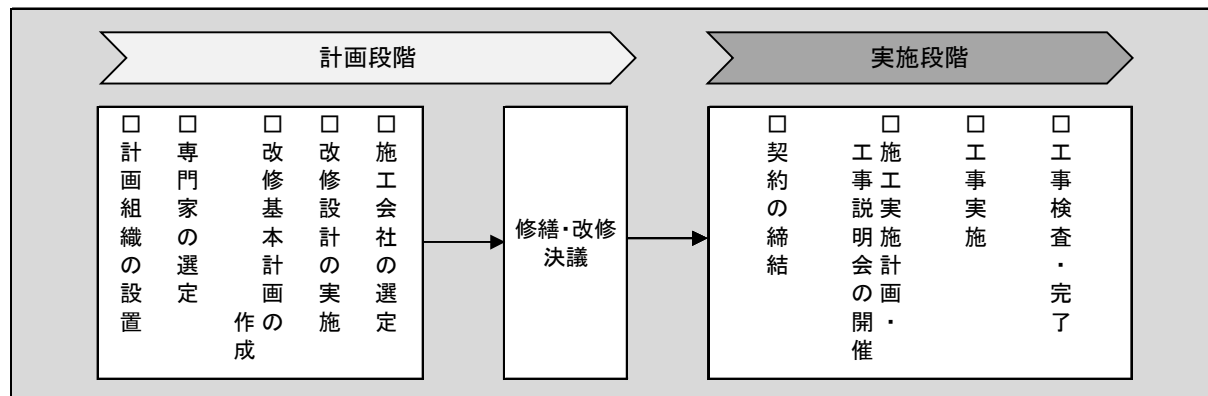 計画段階
実施段階
□計画組織の設置
□専門家の選定
□改修基本計画の
作成
□改修設計の実施
□施工会社の選定
修繕・改修
決議
□契約の締結
□施工実施計画・
工事説明会の開催
□工事実施
□工事検査・完了